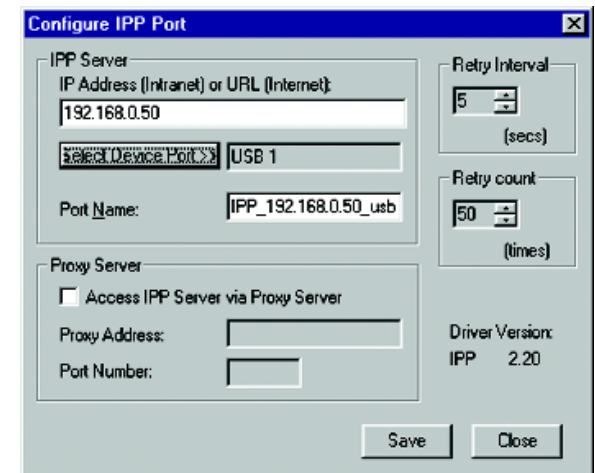 Configure IPP Port
IPP Server
IP Address (Intranet) or URL (Internet):
192.168.0.50
Select Device Port >>
USB 1
Port Name:
IPP_192.168.0.50_usb
Proxy Server
Access IPP Server via Proxy Server
Proxy Address:
Port Number:
Retry Interval
5
(secs)
Retry count
50
(times)
Driver Version:
IPP 2.20
Save
Close